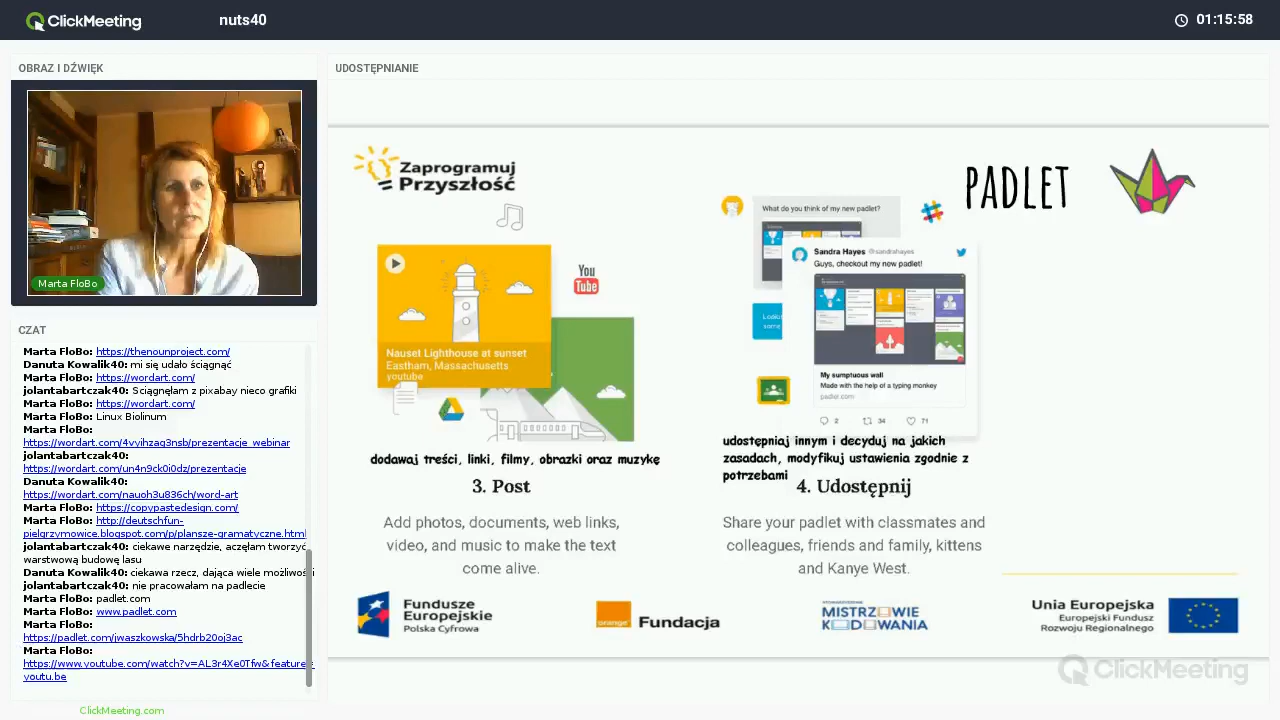 ClickMeeting
nuts40
01:15:58
OBRAZ I DŹWIĘK
Marta FloBo
CZAT
Marta FloBo: https://thenounproject.com/
Danuta Kowalik40: mi się udało ściągnąć
Marta FloBo: https://wordart.com/
jolantabartczak40: Sciągnęłam z pixabay nieco grafiki
Marta FloBo: https://wordart.com/
Marta FloBo: Linux Biolinum
Marta FloBo:
https://wordart.com/4vvjhzag3nsb/prezentacje_webinar
jolantabartczak40:
https://wordart.com/un4n9ck0i0dz/prezentacje
Danuta Kowalik40:
https://wordart.com/nauoh3u836ch/word-art
Marta FloBo: https://copypastedesign.com/
Marta FloBo: http://deutschfun-
pielgrzymowice.blogspot.com/p/plansze-gramatyczne.html
jolantabartczak40: ciekawe narzędzie, aczęłam tworzyć
warstwową budowę lasu
Danuta Kowalik40: ciekawa rzecz, dająca wiele możliwości
jolantabartczak40: nie pracowałam na padlecie
Marta FloBo: padlet.com
Marta FloBo: www.padlet.com
Marta FloBo:
https://padlet.com/jwaszkowska/5hdrb20oj3ac
Marta FloBo:
https://www.youtube.com/watch?v=AL3r4Xe0Tfw&feature=
youtu.be
ClickMeeting.com
UDOSTĘPNIANIE
Zaprogramuj
Przyszłość
PADLET
You
Tube
Nauset Lighthouse at sunset
Eastham, Massachusetts
youtube
What do you think of my new padlet?
Sandra Hayes @sandrahayes
Guys, checkout my new padlet!
some
My sumptuous wall
Made with the help of a typing monkey
padlet.com
2 34 71
dodawaj treści, linki, filmy, obrazki oraz muzykę
3. Post
Add photos, documents, web links,
video, and music to make the text
come alive.
udostępniaj innym i decyduj na jakich
zasadach, modyfikuj ustawienia zgodnie z
potrzebami
4. Udostępnij
Share your padlet with classmates and
colleagues, friends and family, kittens
and Kanye West.
Fundusze
Europejskie
Polska Cyfrowa
orange
Fundacja
STOWARZYSZENIE
MISTRZOWIE
KODOWANIA
Unia Europejska
Europejski Fundusz
Rozwoju Regionalnego
ClickMeeting